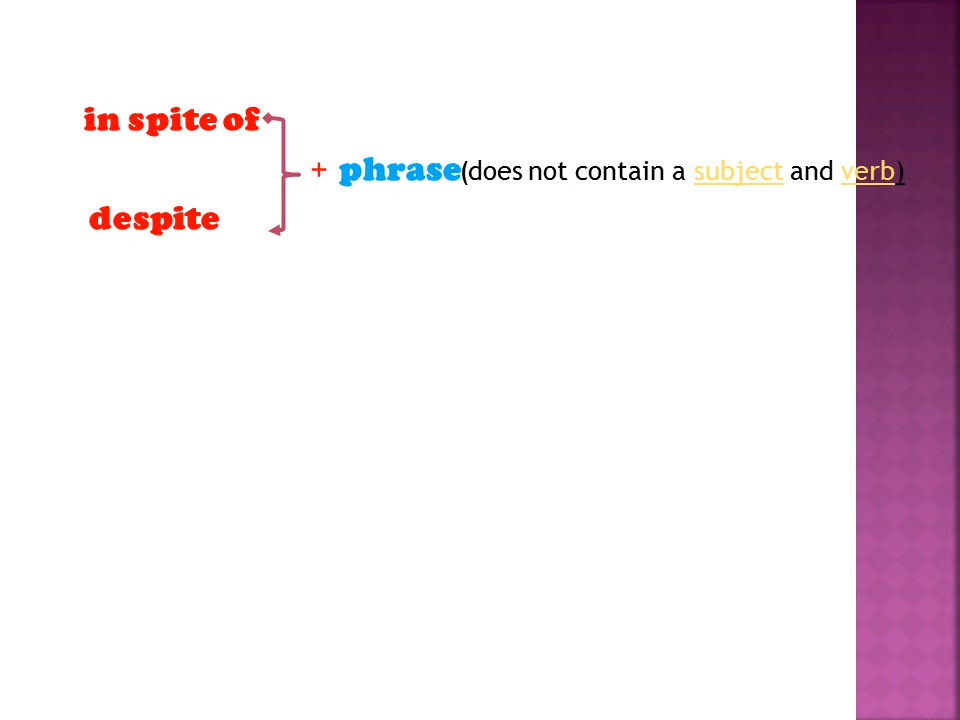 in spite of
+ phrase(does not contain a subject and verb)
despite